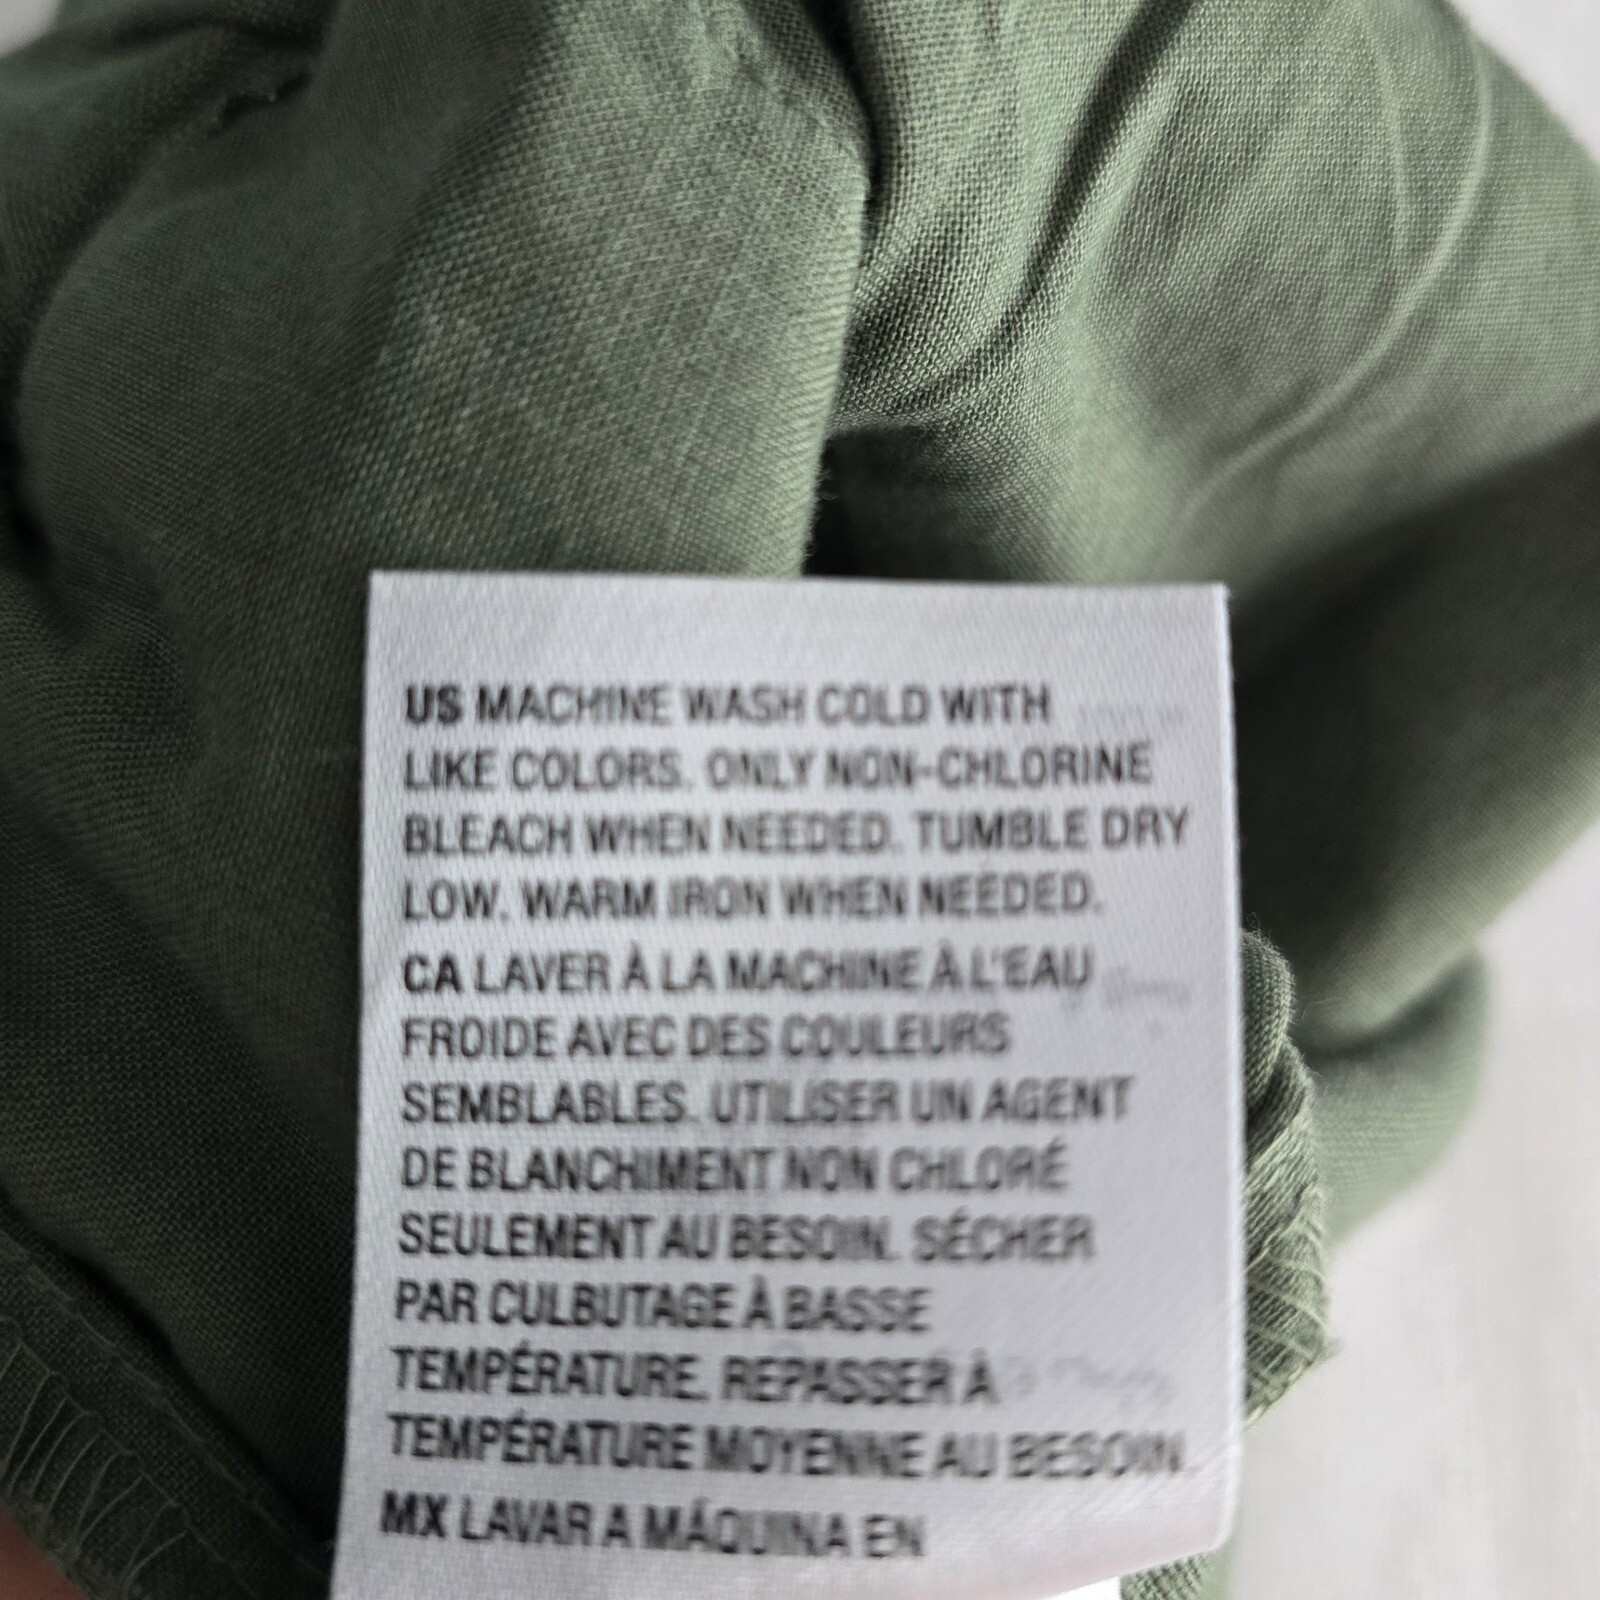 US MACHINE WASH COLD WITH
LIKE COLORS. ONLY NON-CHLORINE
BLEACH WHEN NEEDED. TUMBLE DRY
LOW. WARM IRON WHEN NEEDED.
CA LAVER À LA MACHINE À L'EAU
FROIDE AVEC DES COULEURS
SEMBLABLES. UTILISER UN AGENT
DE BLANCHIMENT NON CHLORÉ
SEULEMENT AU BESOIN. SÉCHER
PAR CULBUTAGE À BASSE
TEMPÉRATURE. REPASSER À
TEMPÉRATURE MOYENNE AU BESOIN.
MX LAVAR A MÁQUINA EN